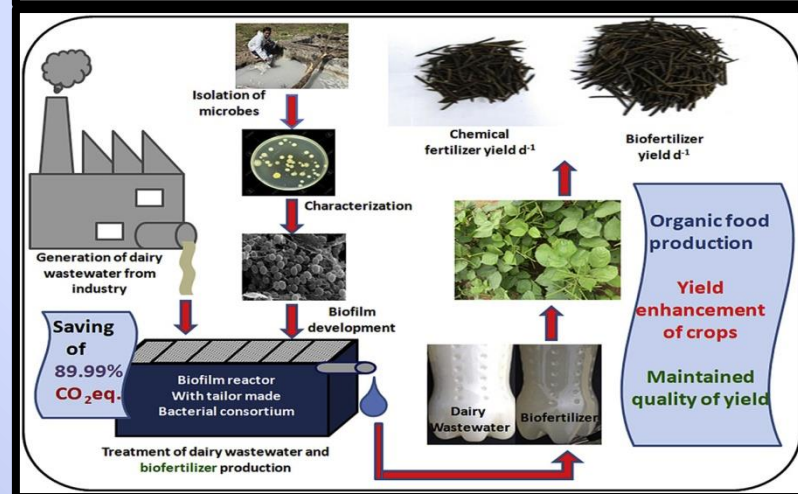 Isolation of
microbes
Characterization
Biofilm
development
Generation of dairy
wastewater from
industry
Saving
of
89.99%
CO₂eq.
Biofilm reactor
With tailor made
Bacterial consortium
Treatment of dairy wastewater and
biofertilizer production
Dairy
Wastewater
Biofertilizer
Chemical
fertilizer yield d⁻¹
Biofertilizer
yield d⁻¹
Organic food
production
Yield
enhancement
of crops
Maintained
quality of yield